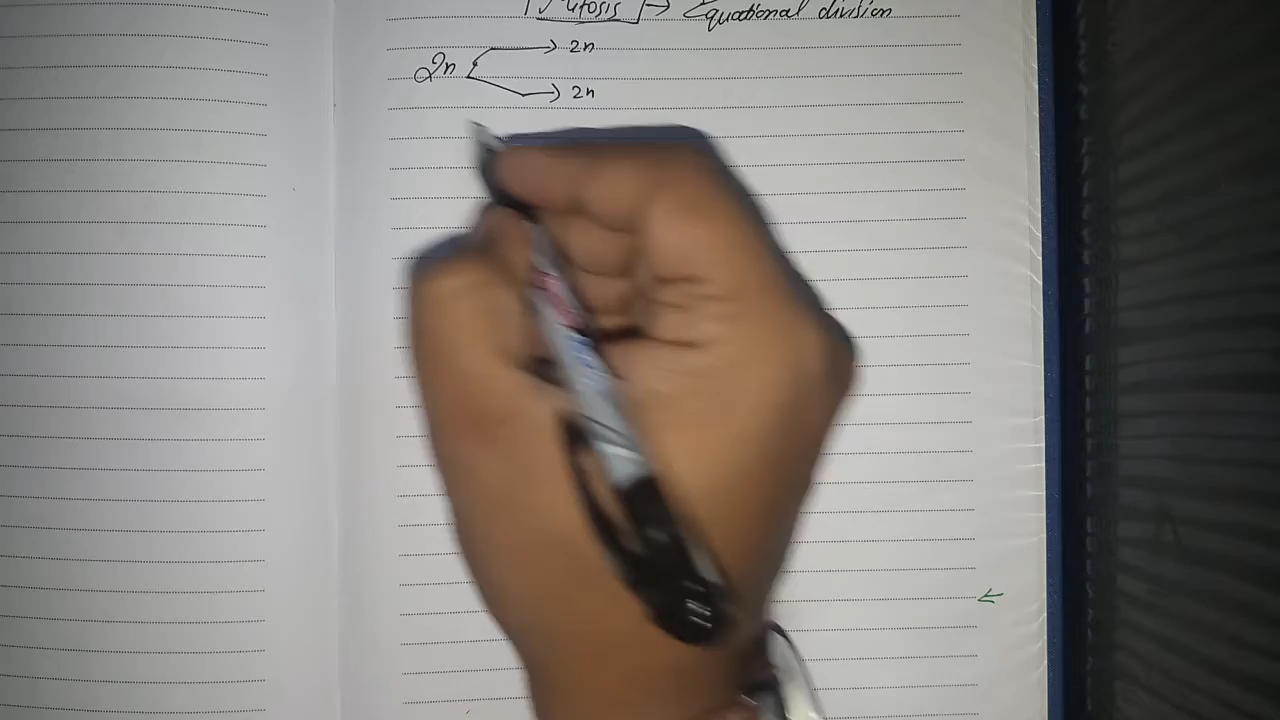 Mitosis → Equational division
2n → 2n
→ 2n